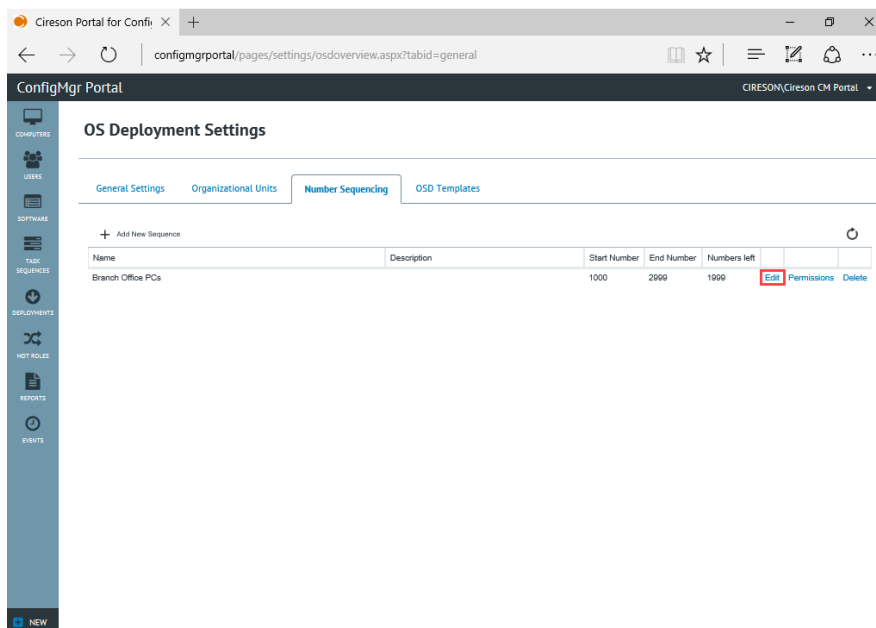 Cireson Portal for Confi
configmgrportal/pages/settings/osdoverview.aspx?tabid=general
ConfigMgr Portal
CIRESON\Cireson CM Portal
COMPUTERS
USERS
SOFTWARE
TASK
SEQUENCES
DEPLOYMENTS
MDT ROLES
REPORTS
EVENTS
NEW
OS Deployment Settings
General Settings Organizational Units Number Sequencing OSD Templates
Add New Sequence
Name Description Start Number End Number Numbers left
Branch Office PCs 1000 2999 1999 Edit Permissions Delete